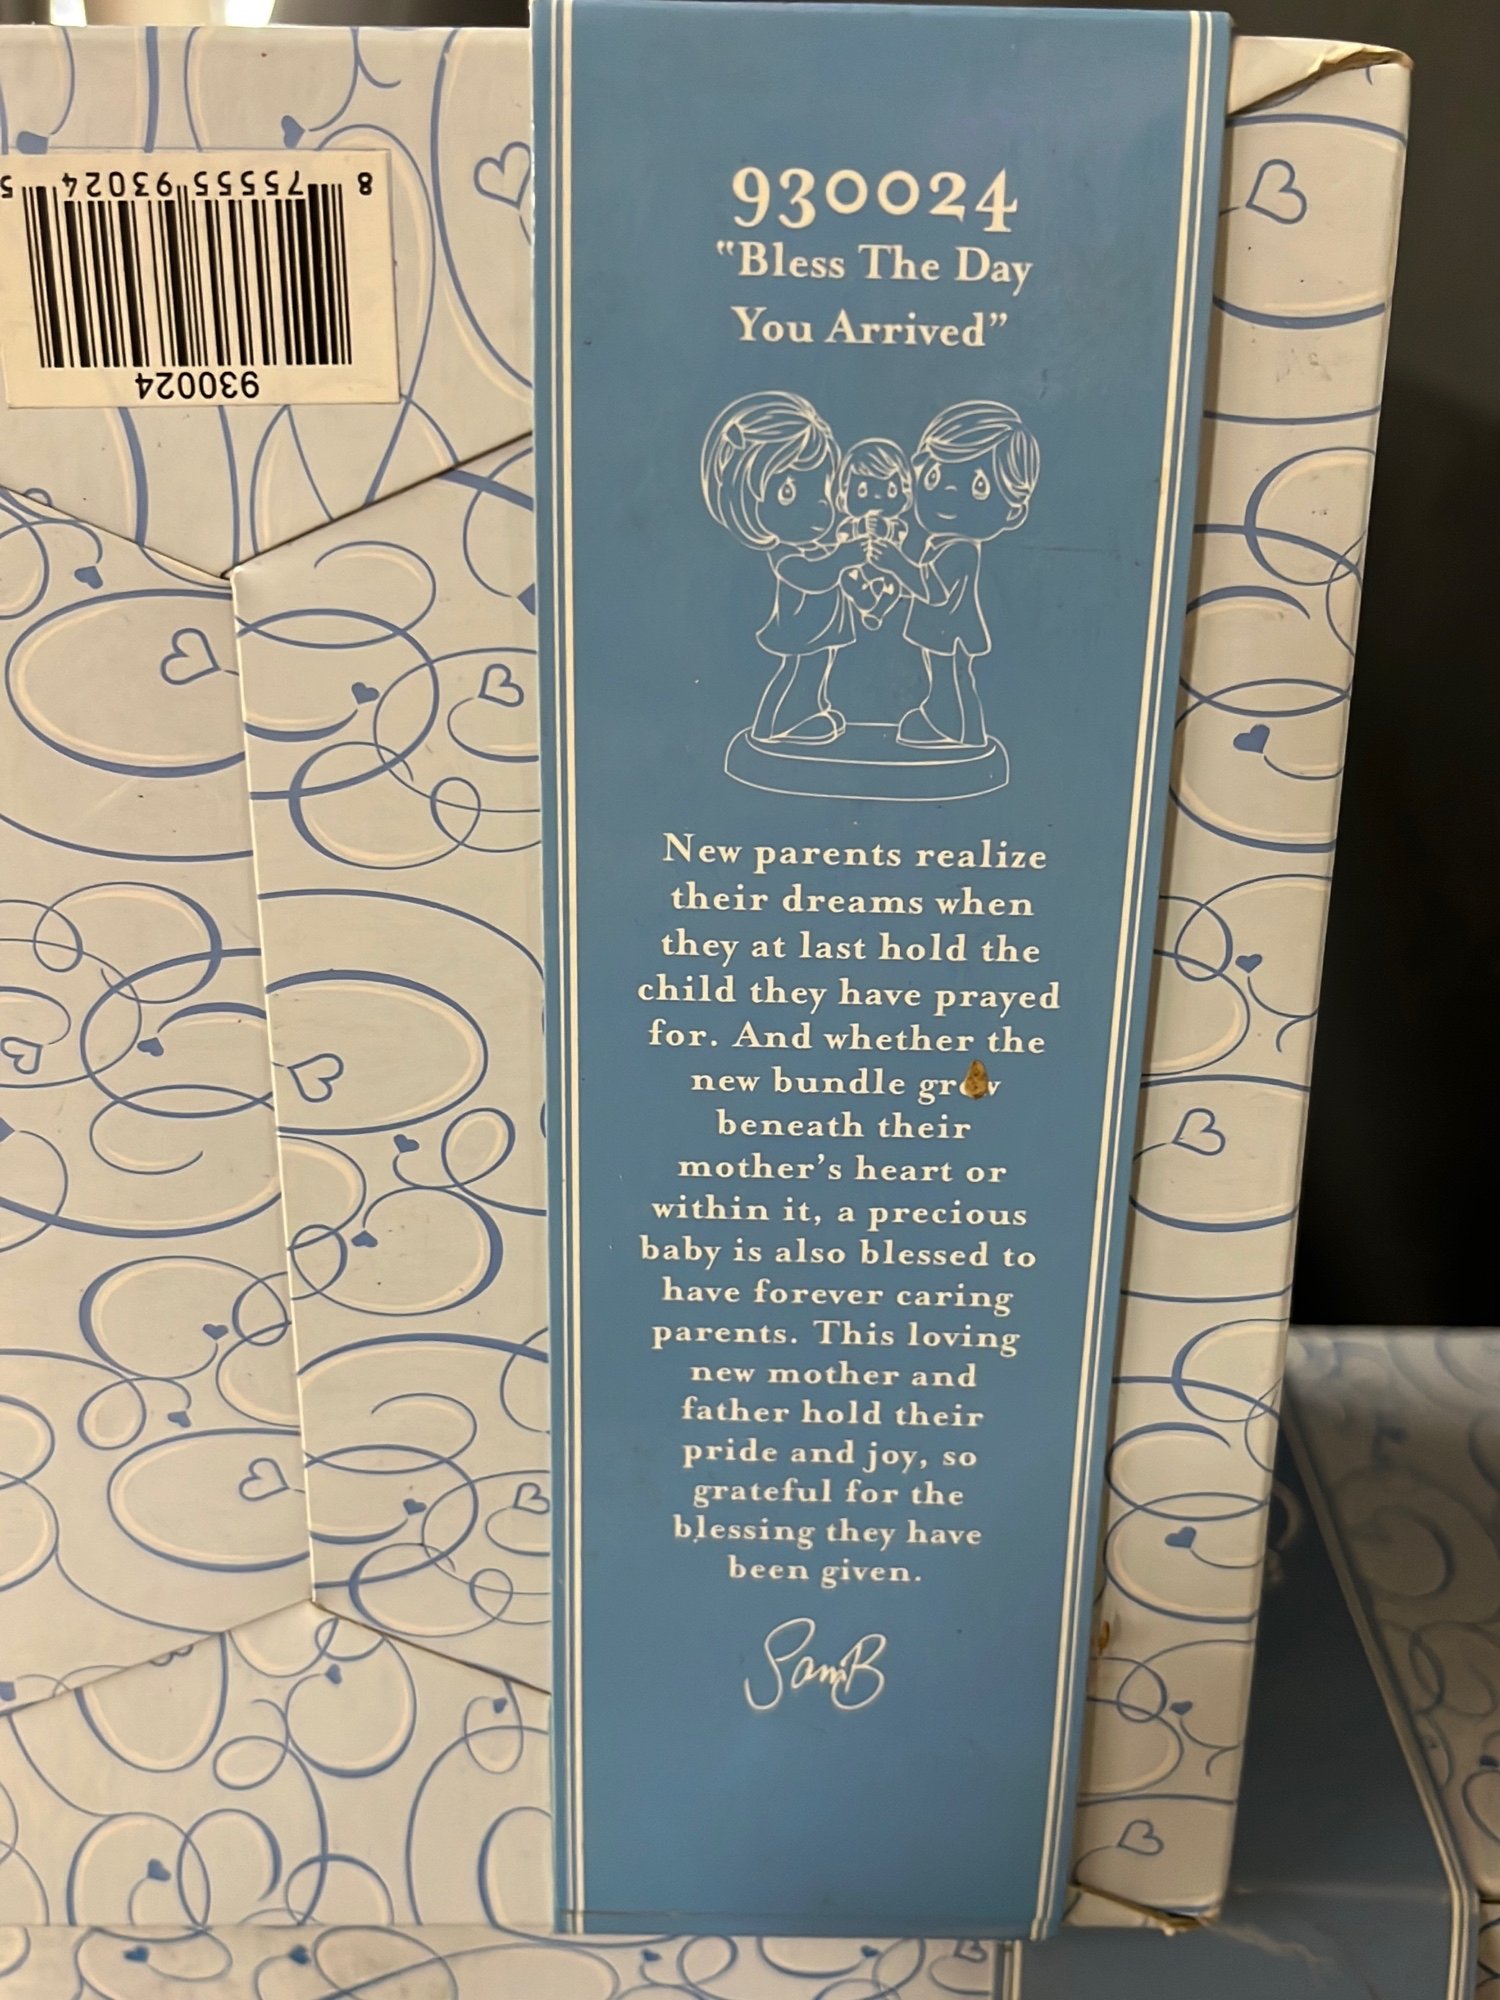 930024
"Bless The Day
You Arrived"
New parents realize
their dreams when
they at last hold the
child they have prayed
for. And whether the
new bundle grow
beneath their
mother's heart or
within it, a precious
baby is also blessed to
have forever caring
parents. This loving
new mother and
father hold their
pride and joy, so
grateful for the
blessing they have
been given.
SamB
8 75555 93024 5
930024